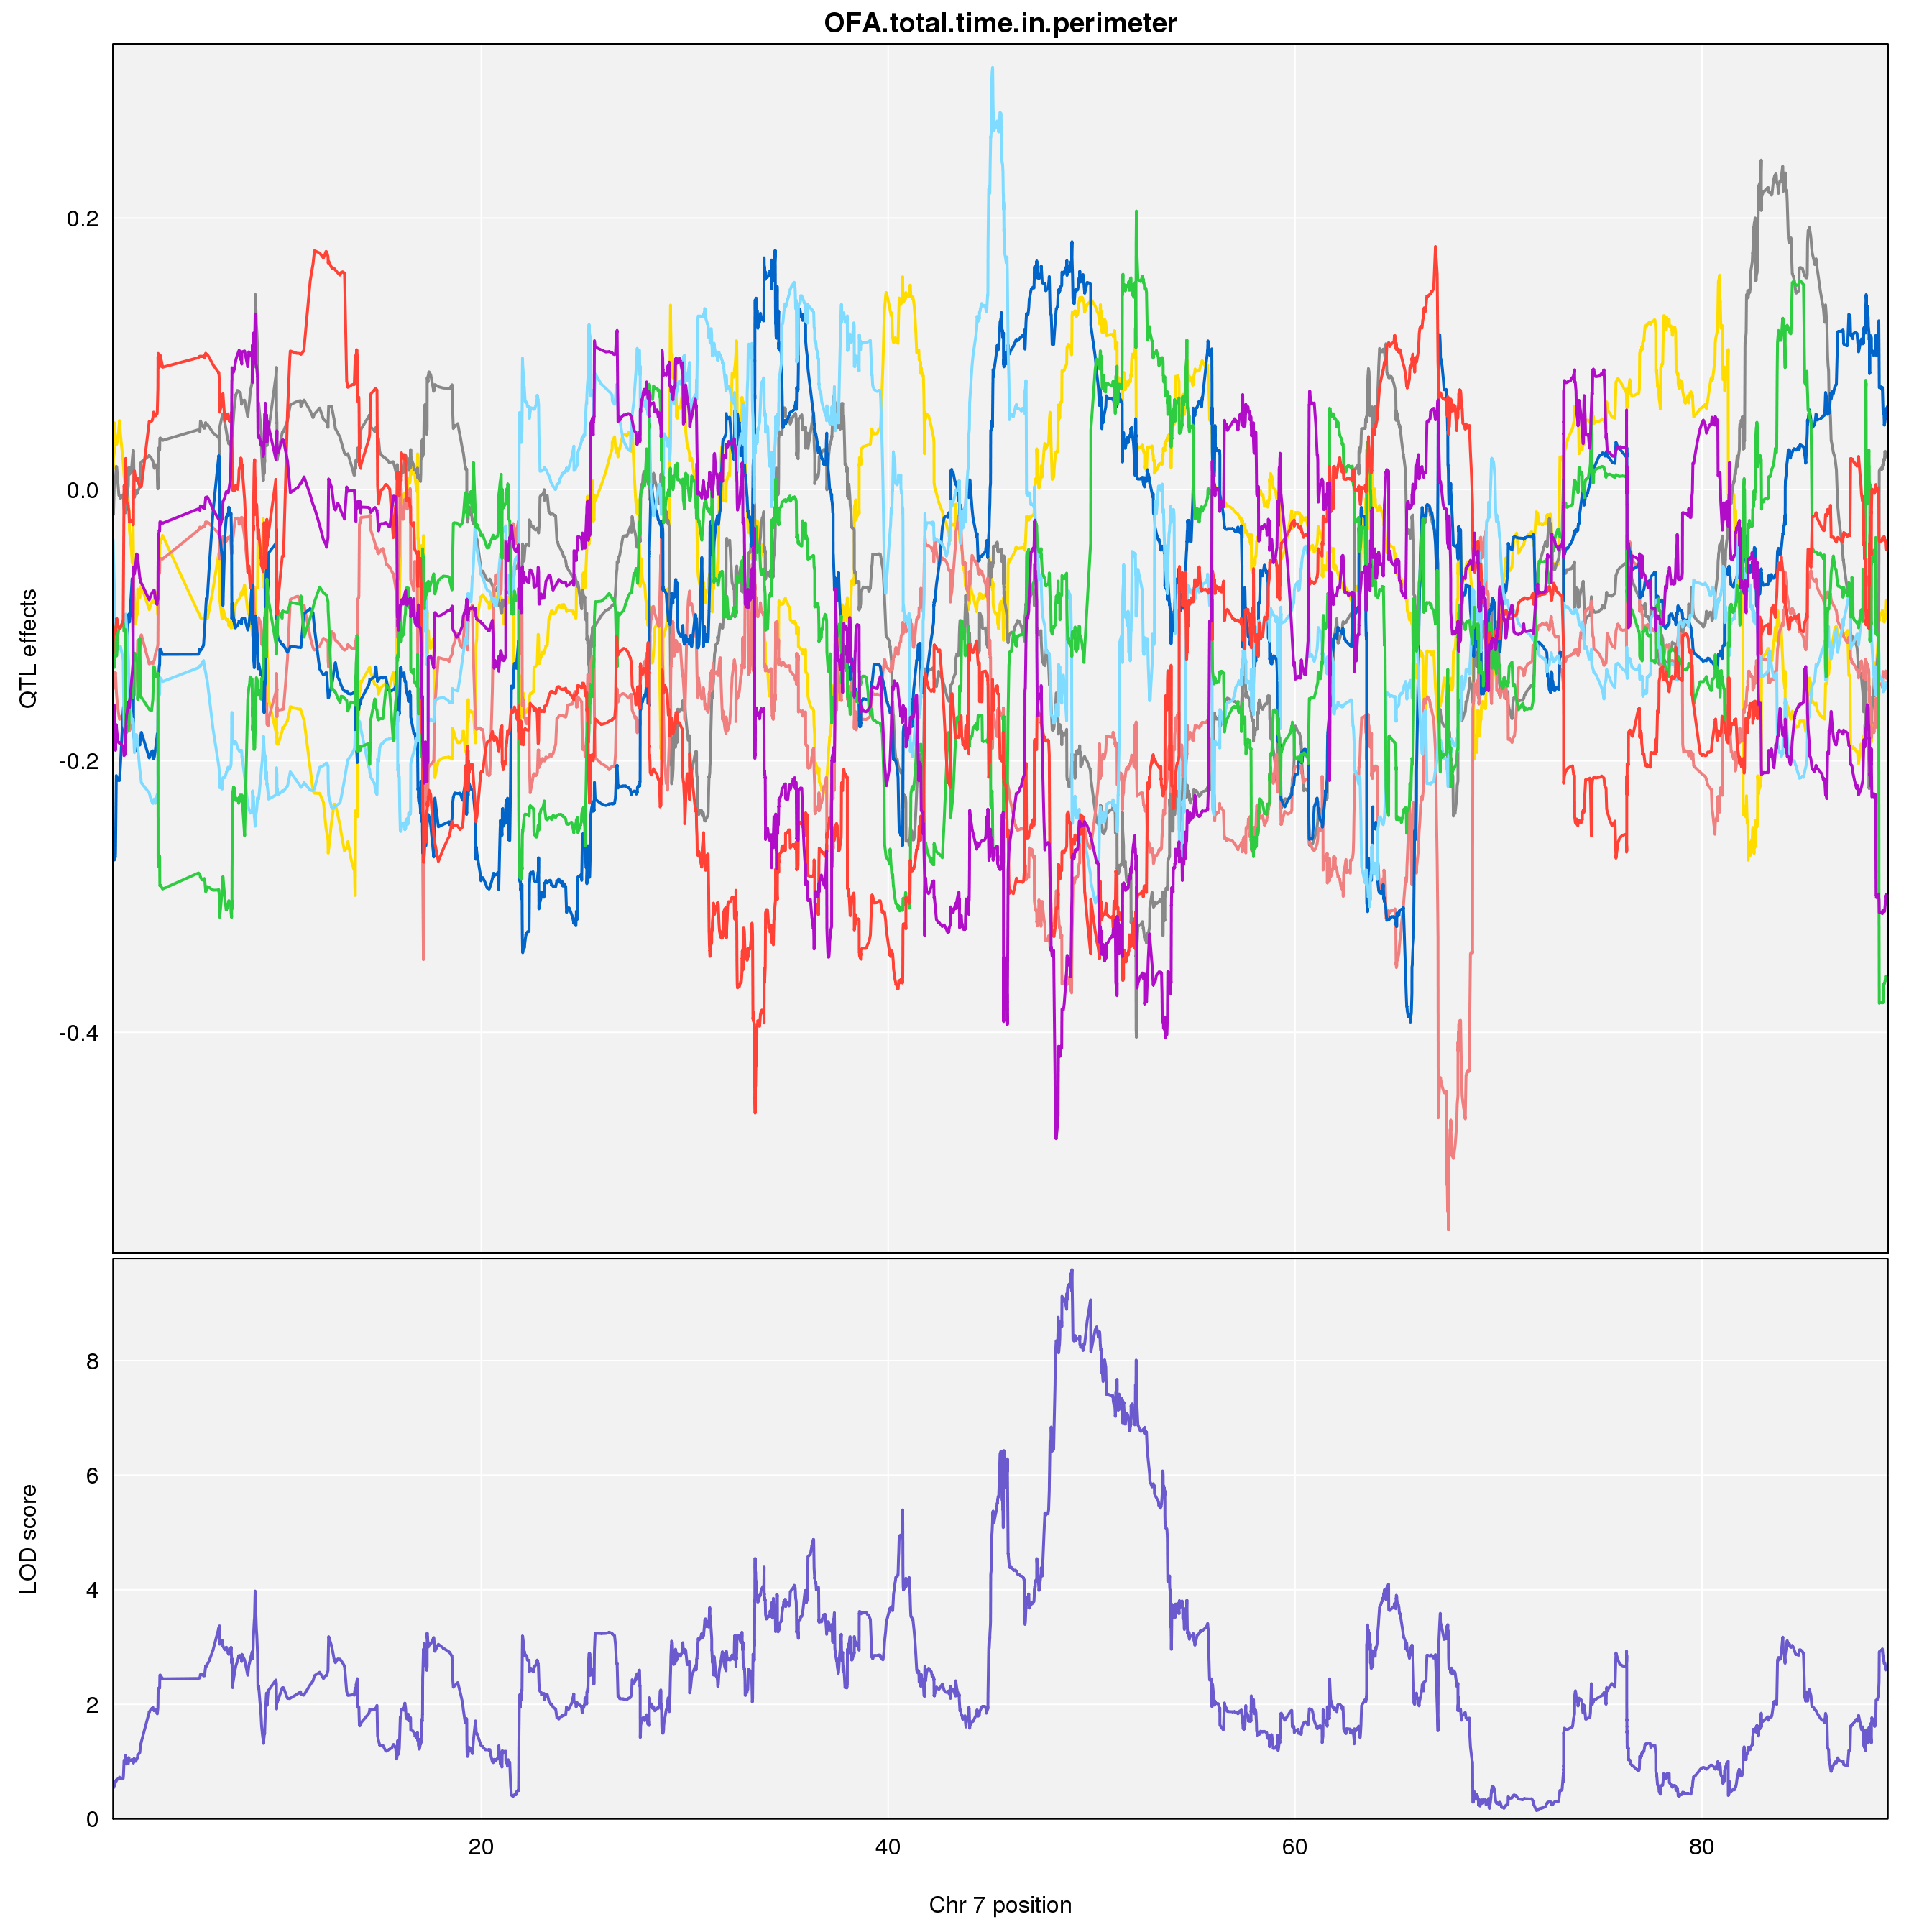 OFA.total.time.in.perimeter
QTL effects
0.2
0.0
-0.2
-0.4
LOD score
8
6
4
2
0
20 40 60 80
Chr 7 position